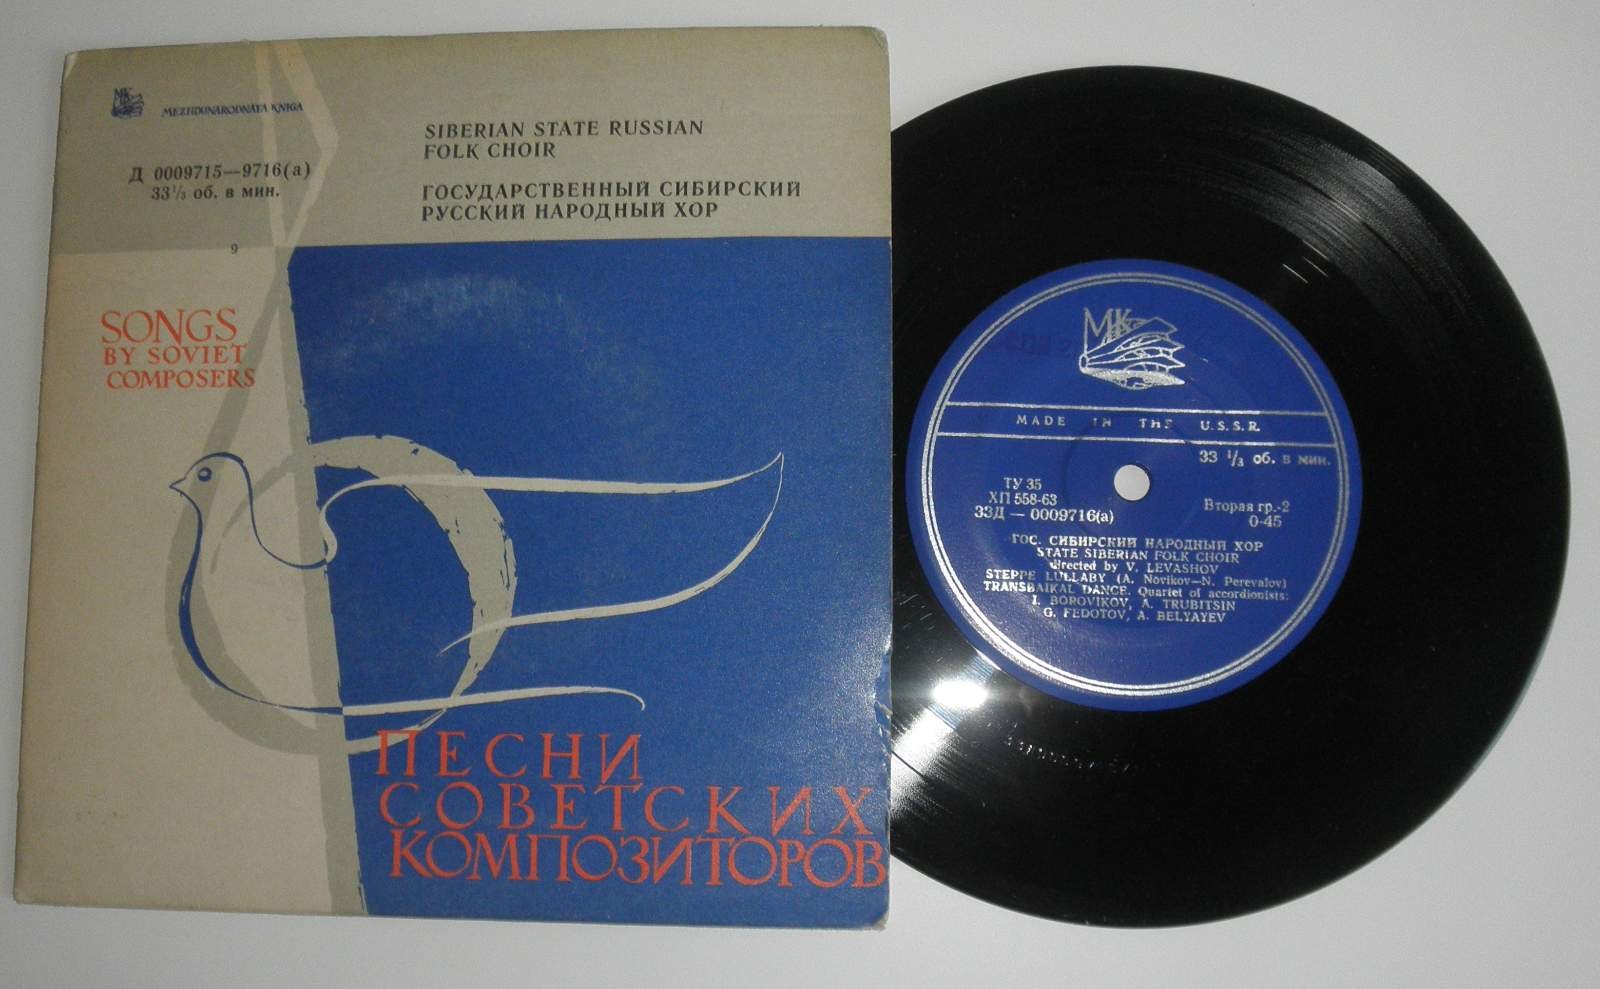 MK
MEZHDUNARODNAYA KNIGA
Д 0009715—9716(а)
33⅓ об. в мин.
SIBERIAN STATE RUSSIAN
FOLK CHOIR
ГОСУДАРСТВЕННЫЙ СИБИРСКИЙ
РУССКИЙ НАРОДНЫЙ ХОР
9
SONGS
BY SOVIET
COMPOSERS
ПЕСНИ
СОВЕТСКИХ
КОМПОЗИТОРОВ
MK
MADE IN THE U.S.S.R.
33 ⅓ об. в мин.
ТУ 35
ХП 558-63
33Д — 0009716(а)
Вторая гр.-2
0-45
ГОС. СИБИРСКИЙ НАРОДНЫЙ ХОР
STATE SIBERIAN FOLK CHOIR
directed by V. LEVASHOV
STEPPE LULLABY (A. Novikov—N. Perevalov)
TRANSBAIKAL DANCE. Quartet of accordionists:
I. BOROVIKOV, A. TRUBITSIN
G. FEDOTOV, A. BELYAYEV